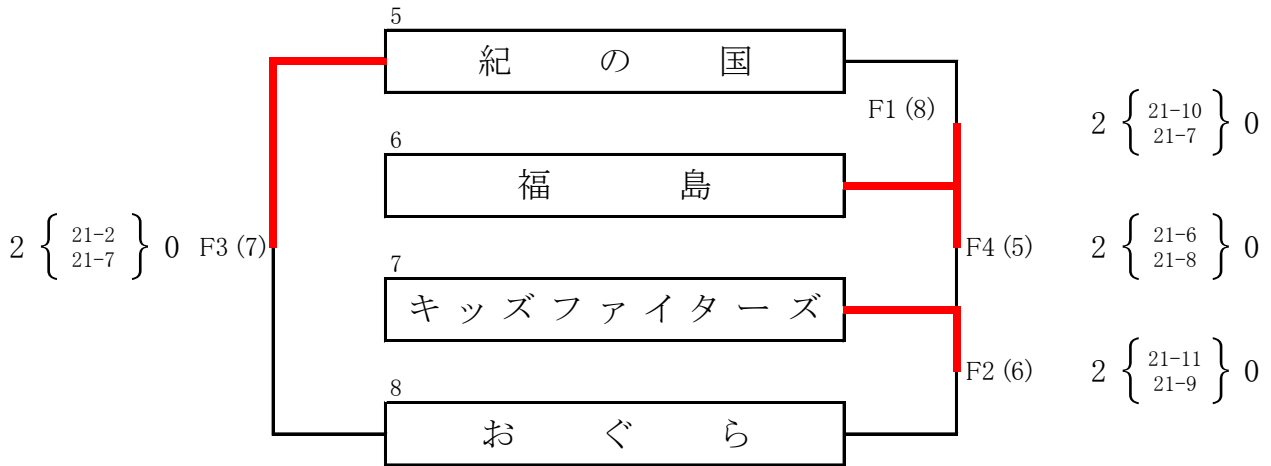 5
紀の国
F1 (8)
2 { 21-10 21-7 } 0
6
福島
2 { 21-2 21-7 } 0 F3 (7)
F4 (5)
2 { 21-6 21-8 } 0
7
キッズファイターズ
F2 (6)
2 { 21-11 21-9 } 0
8
おぐら